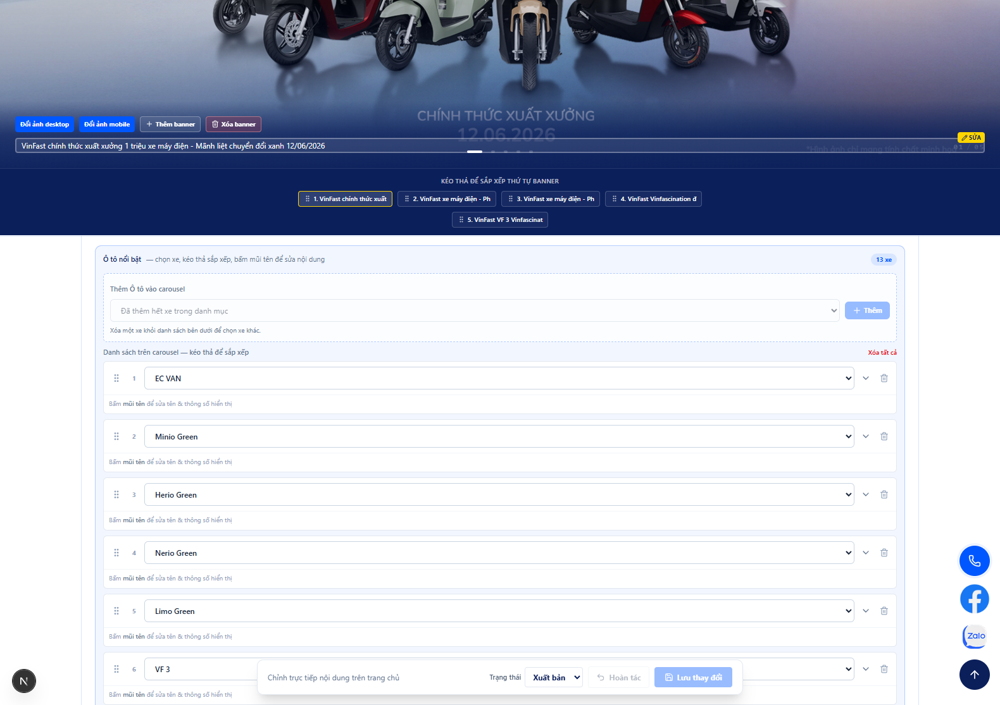 CHÍNH THỨC XUẤT XƯỞNG
12.06.2026
Đổi ảnh desktop
Đổi ảnh mobile
Thêm banner
Xóa banner
SỬA
VinFast chính thức xuất xưởng 1 triệu xe máy điện - Mãnh liệt chuyển đổi xanh 12/06/2026
*Hình ảnh chỉ mang tính chất minh hoạ
01 / 05
KÉO THẢ ĐỂ SẮP XẾP THỨ TỰ BANNER
1. VinFast chính thức xuất
2. VinFast xe máy điện - Ph
3. VinFast xe máy điện - Ph
4. VinFast Vinfascination đ
5. VinFast VF 3 Vinfascinat
Ô tô nổi bật — chọn xe, kéo thả sắp xếp, bấm mũi tên để sửa nội dung
13 xe
Thêm Ô tô vào carousel
Đã thêm hết xe trong danh mục
Thêm
Xóa một xe khỏi danh sách bên dưới để chọn xe khác.
Danh sách trên carousel — kéo thả để sắp xếp
Xóa tất cả
1 EC VAN
Bấm mũi tên để sửa tên & thông số hiển thị
2 Minio Green
Bấm mũi tên để sửa tên & thông số hiển thị
3 Herio Green
Bấm mũi tên để sửa tên & thông số hiển thị
4 Nerio Green
Bấm mũi tên để sửa tên & thông số hiển thị
5 Limo Green
Bấm mũi tên để sửa tên & thông số hiển thị
6 VF 3
Bấm mũi tên để sửa tên & thông số hiển thị
Chỉnh trực tiếp nội dung trên trang chủ
Trạng thái
Xuất bản
Hoàn tác
Lưu thay đổi
Zalo
N